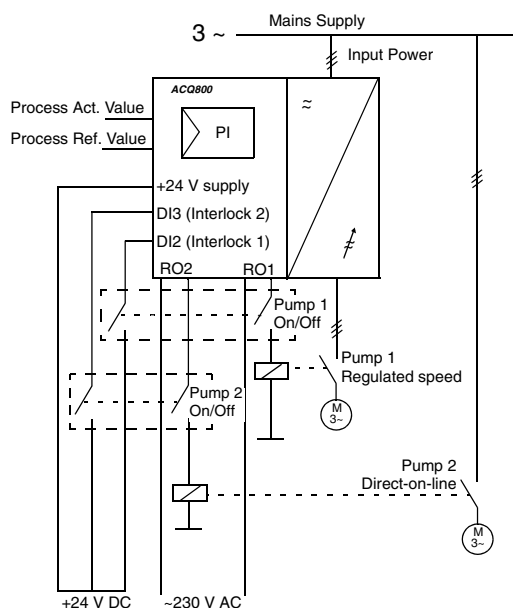 Mains Supply
3 ~
Input Power
ACQ800
≈
Process Act. Value
PI
Process Ref. Value
+24 V supply
DI3 (Interlock 2)
DI2 (Interlock 1)
RO2
RO1
Pump 1
On/Off
Pump 1
Regulated speed
Pump 2
On/Off
M
3~
Pump 2
Direct-on-line
M
3~
+24 V DC
~230 V AC